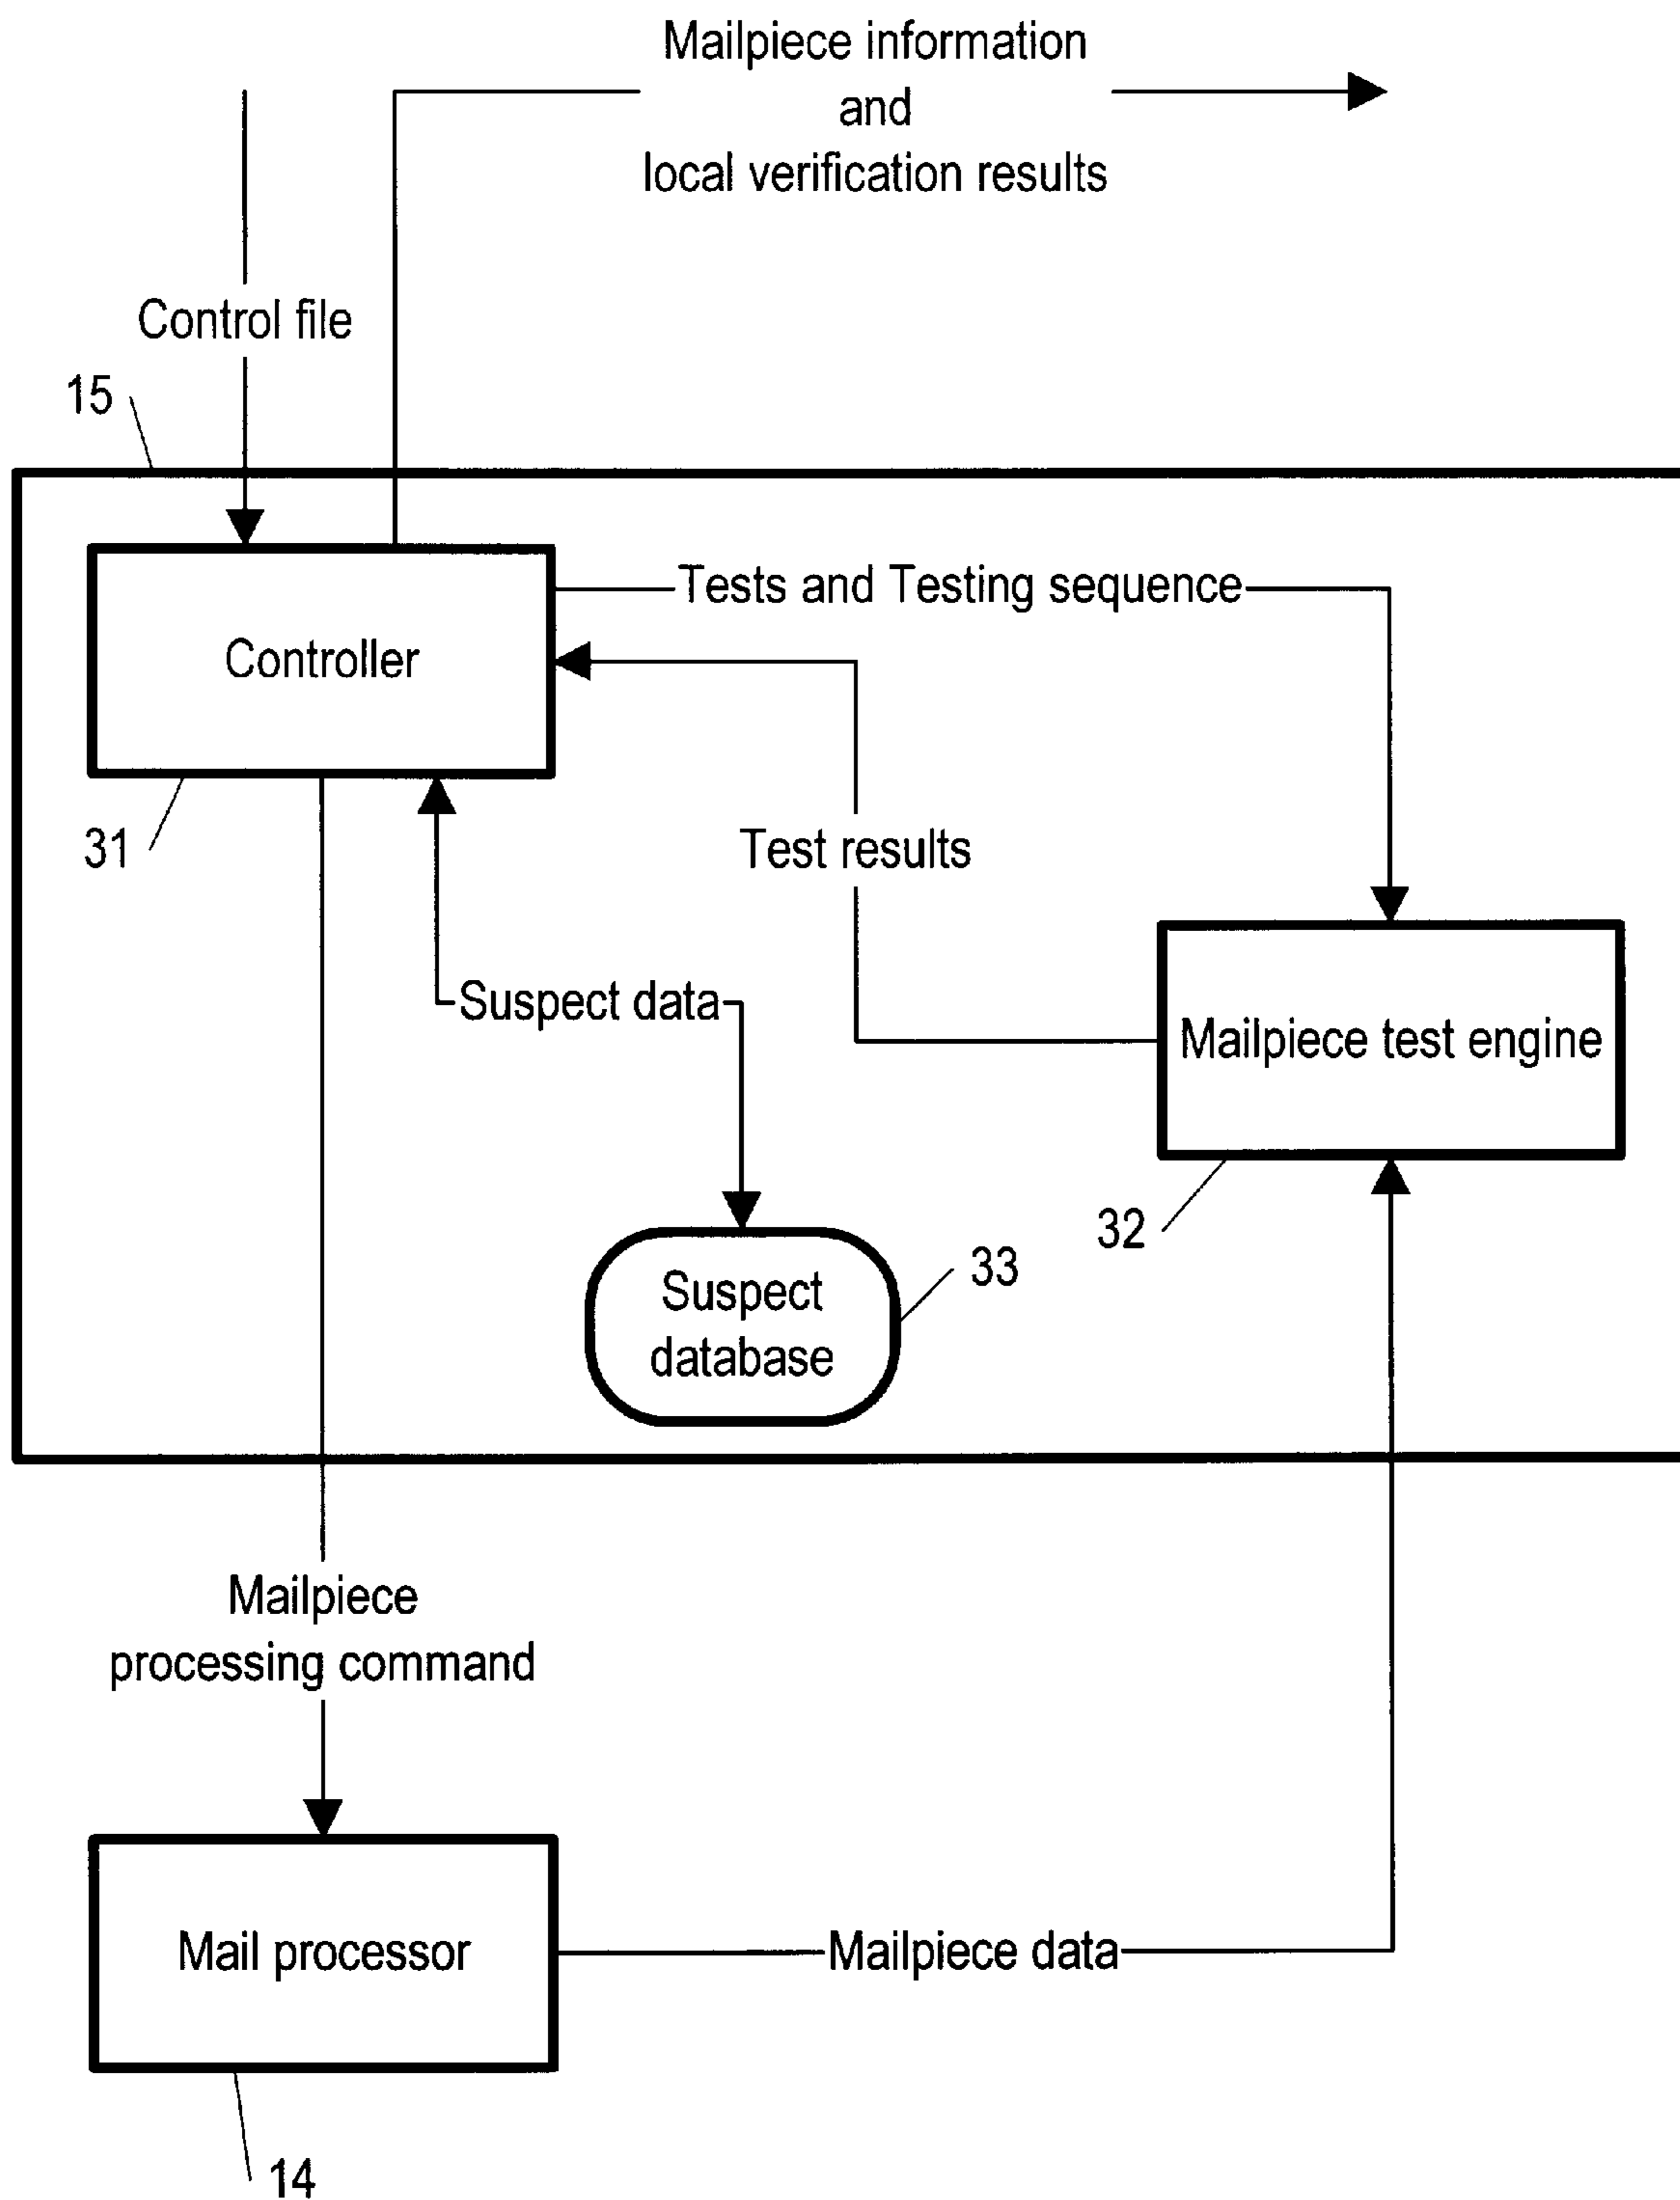 Mailpiece information
and
local verification results
Control file
15
Tests and Testing sequence
Controller
31
Test results
Suspect data
Mailpiece test engine
32
33
Suspect
database
Mailpiece
processing command
Mail processor
Mailpiece data
14